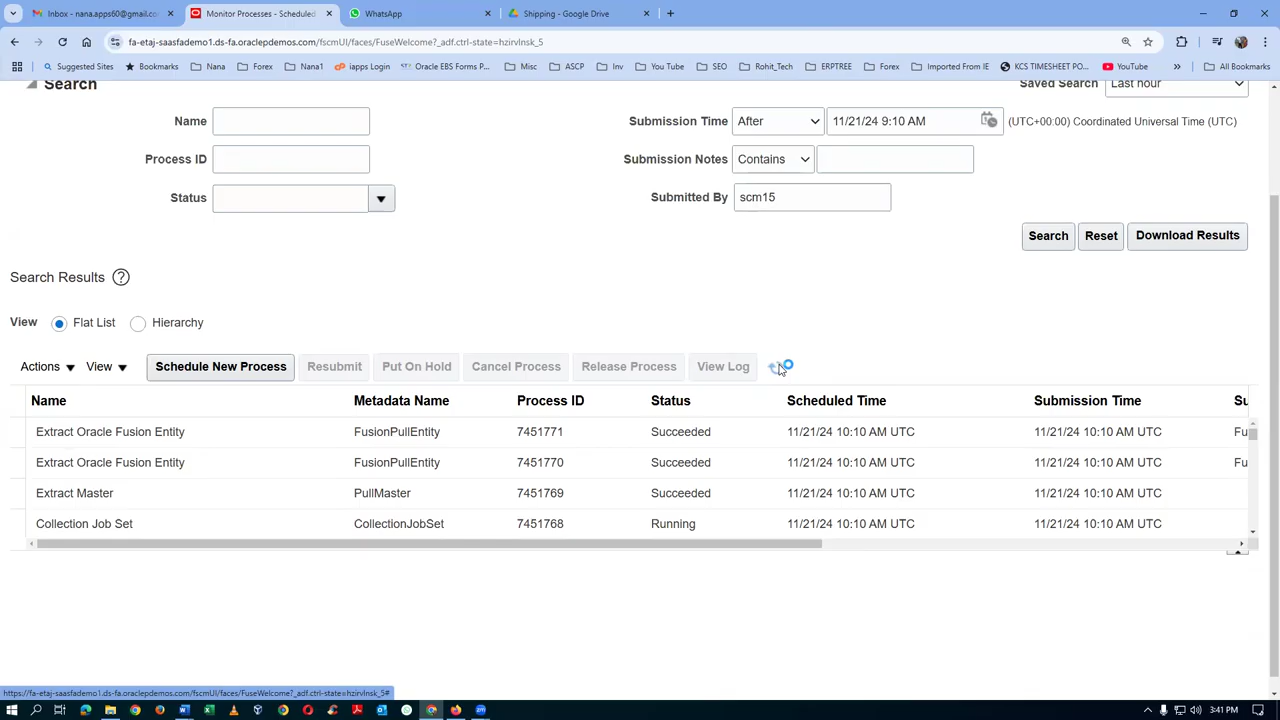 Inbox - nana.apps60@gmail.co
Monitor Processes - Scheduled
WhatsApp
Shipping - Google Drive
fa-etaj-saasfademo1.ds-fa.oraclepdemos.com/fscmUI/faces/FuseWelcome?_adf.ctrl-state=hzirvlnsk_5
Suggested Sites
Bookmarks
Nana
Forex
Nana1
iapps Login
Oracle EBS Forms P...
Misc
ASCP
Inv
You Tube
SEO
Rohit_Tech
ERPTREE
Forex
Imported From IE
KCS TIMESHEET PO...
YouTube
»
All Bookmarks
Search
Saved Search
Last hour
Name
Submission Time
After
11/21/24 9:10 AM
(UTC+00:00) Coordinated Universal Time (UTC)
Process ID
Submission Notes
Contains
Status
Submitted By
scm15
Search
Reset
Download Results
Search Results ?
View
Flat List
Hierarchy
Actions
View
Schedule New Process
Resubmit
Put On Hold
Cancel Process
Release Process
View Log
Name Metadata Name Process ID Status Scheduled Time Submission Time Su
Extract Oracle Fusion Entity FusionPullEntity 7451771 Succeeded 11/21/24 10:10 AM UTC 11/21/24 10:10 AM UTC Fu
Extract Oracle Fusion Entity FusionPullEntity 7451770 Succeeded 11/21/24 10:10 AM UTC 11/21/24 10:10 AM UTC Fu
Extract Master PullMaster 7451769 Succeeded 11/21/24 10:10 AM UTC 11/21/24 10:10 AM UTC
Collection Job Set CollectionJobSet 7451768 Running 11/21/24 10:10 AM UTC 11/21/24 10:10 AM UTC
https://fa-etaj-saasfademo1.ds-fa.oraclepdemos.com/fscmUI/faces/FuseWelcome?_adf.ctrl-state=hzirvlnsk_5#
3:41 PM